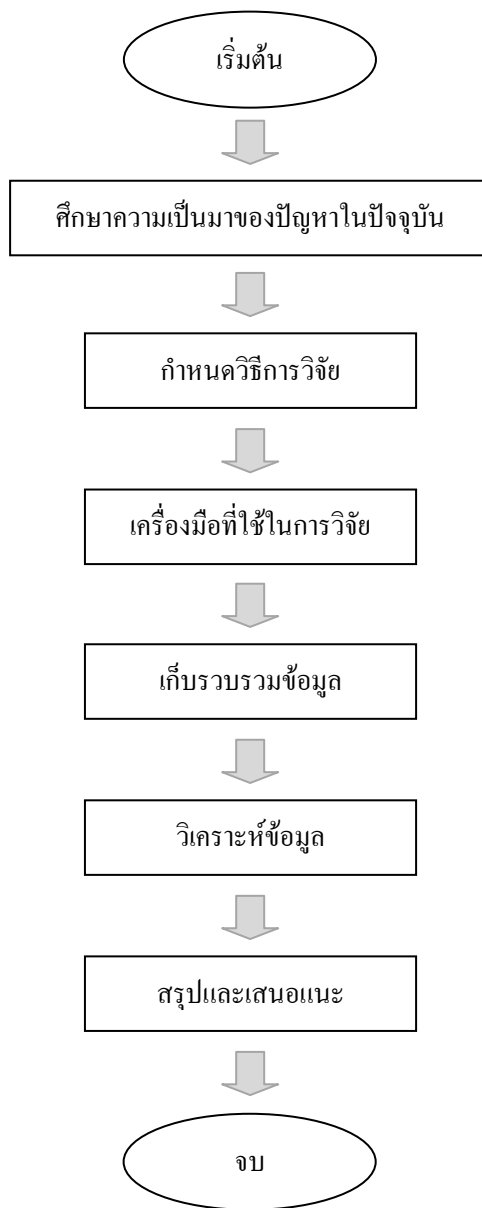 เริ่มต้น
ศึกษาความเป็นมาของปัญหาในปัจจุบัน
กำหนดวิธีการวิจัย
เครื่องมือที่ใช้ในการวิจัย
เก็บรวบรวมข้อมูล
วิเคราะห์ข้อมูล
สรุปและเสนอแนะ
จบ